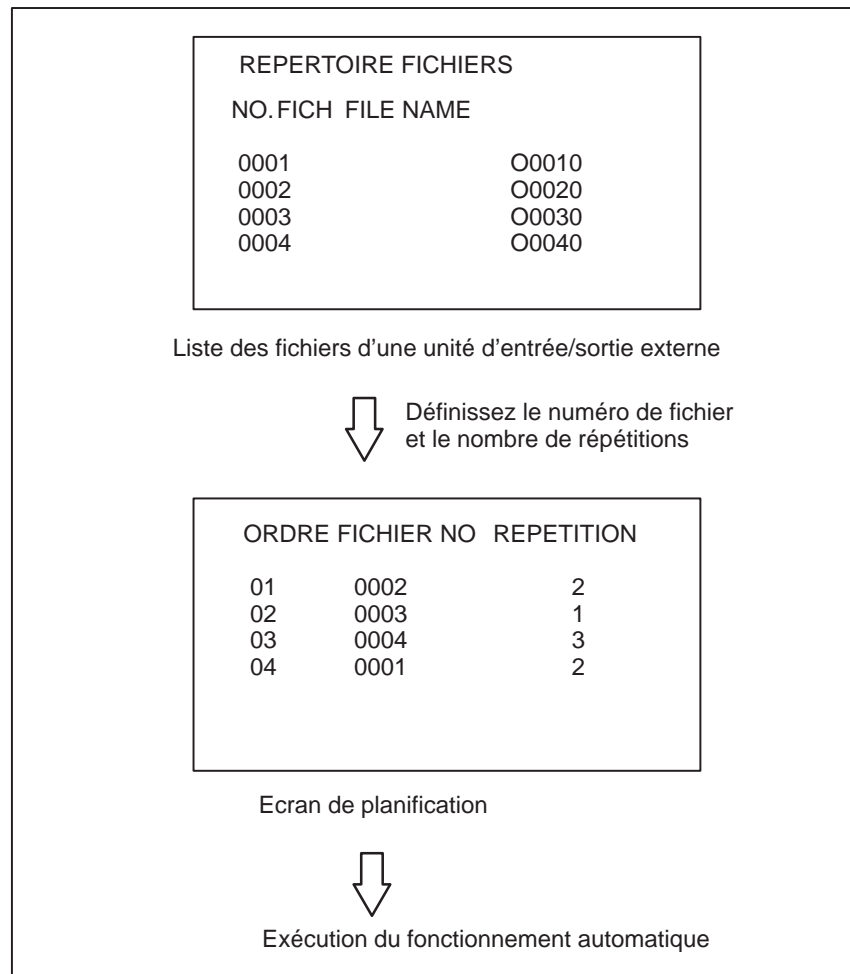 REPERTOIRE FICHIERS
NO. FICH FILE NAME
0001 O0010
0002 O0020
0003 O0030
0004 O0040
Liste des fichiers d'une unité d'entrée/sortie externe
Définissez le numéro de fichier
et le nombre de répétitions
ORDRE FICHIER NO REPETITION
01 0002 2
02 0003 1
03 0004 3
04 0001 2
Ecran de planification
Exécution du fonctionnement automatique